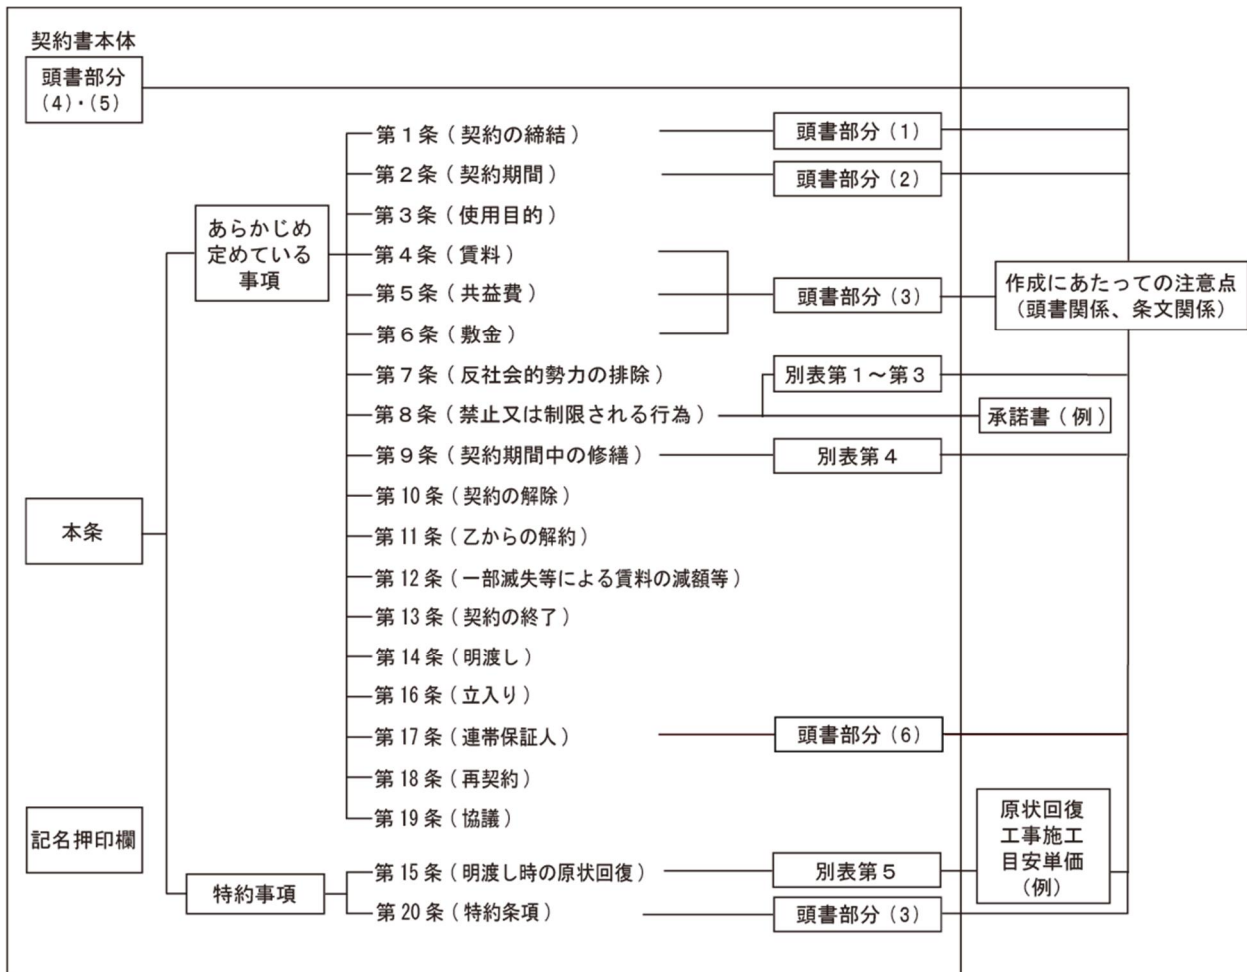 契約書本体
頭書部分
(4)・(5)
第1条(契約の締結)
頭書部分(1)
第2条(契約期間)
頭書部分(2)
第3条(使用目的)
あらかじめ
定めている
事項
第4条(賃料)
第5条(共益費)
頭書部分(3)
作成にあたっての注意点
(頭書関係、条文関係)
第6条(敷金)
第7条(反社会的勢力の排除)
別表第1~第3
第8条(禁止又は制限される行為)
承諾書(例)
第9条(契約期間中の修繕)
別表第4
第10条(契約の解除)
本条
第11条(乙からの解約)
第12条(一部滅失等による賃料の減額等)
第13条(契約の終了)
第14条(明渡し)
第16条(立入り)
第17条(連帯保証人)
頭書部分(6)
第18条(再契約)
第19条(協議)
記名押印欄
原状回復
工事施工
目安単価
(例)
特約事項
第15条(明渡し時の原状回復)
別表第5
第20条(特約条項)
頭書部分(3)